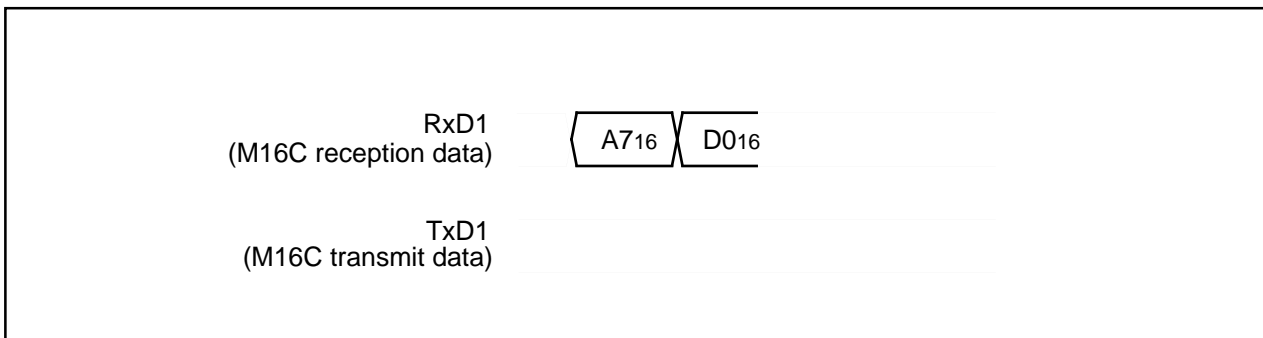 RxD1
(M16C reception data)
A716 D016
TxD1
(M16C transmit data)